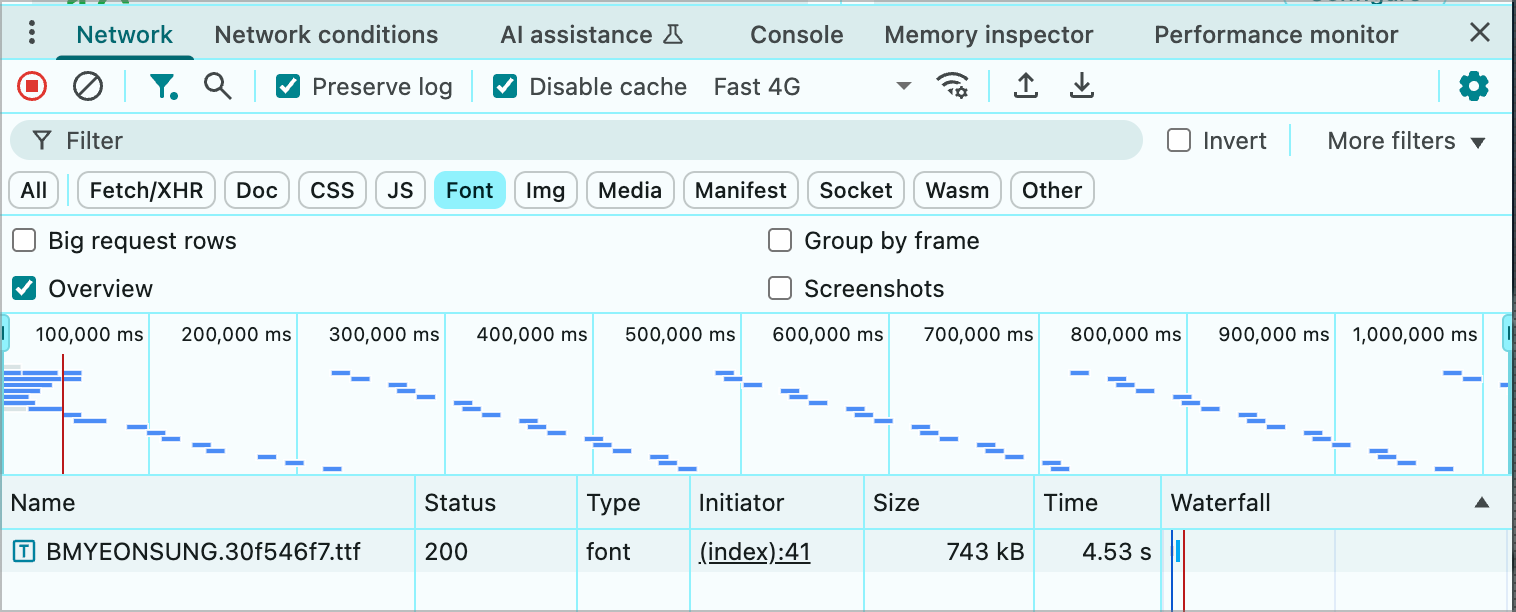 Network Network conditions AI assistance Console Memory inspector Performance monitor
Preserve log Disable cache Fast 4G
Filter Invert More filters
All Fetch/XHR Doc CSS JS Font Img Media Manifest Socket Wasm Other
Big request rows Group by frame
Overview Screenshots
100,000 ms 200,000 ms 300,000 ms 400,000 ms 500,000 ms 600,000 ms 700,000 ms 800,000 ms 900,000 ms 1,000,000 ms
Name Status Type Initiator Size Time Waterfall
BMYEONSUNG.30f546f7.ttf 200 font (index):41 743 kB 4.53 s